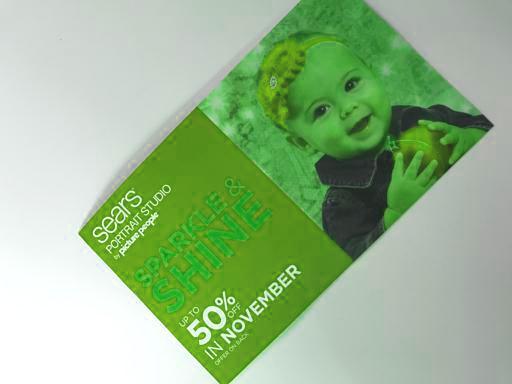 sears
PORTRAIT STUDIO
by picture people
SPARKLE &
SHINE
UP TO
50% OFF
IN NOVEMBER
OFFER ON BACK